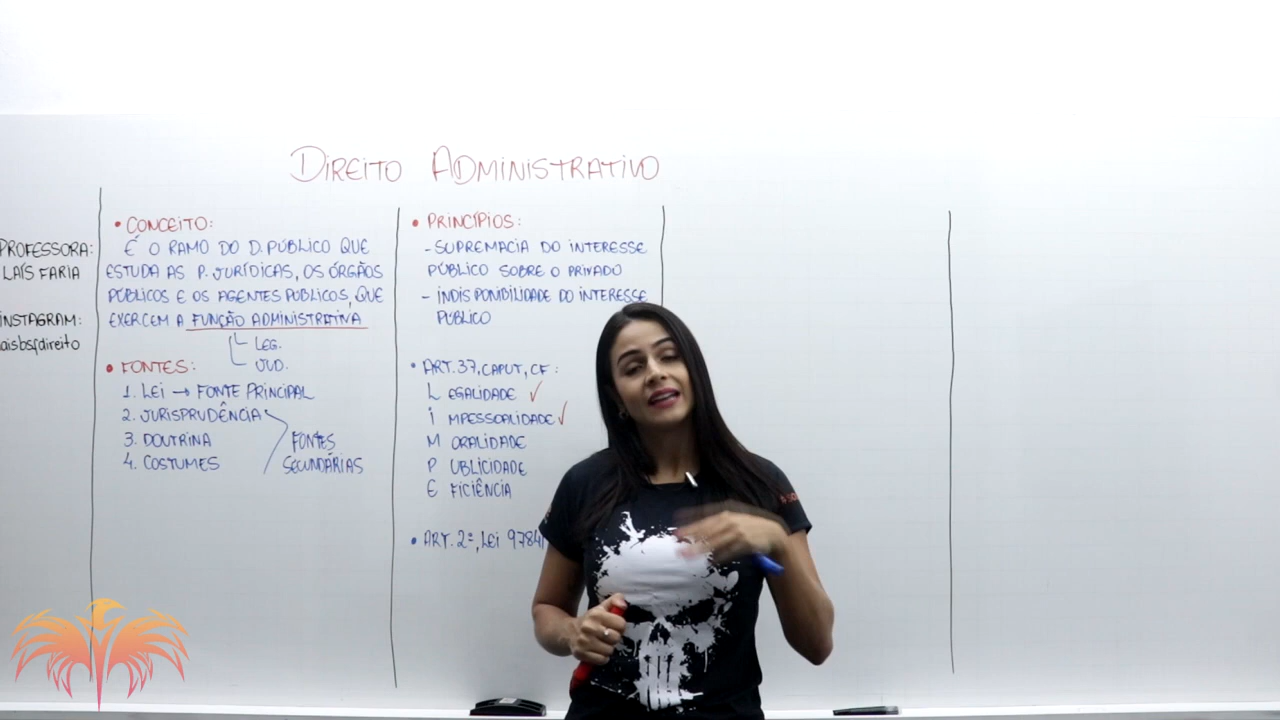 DIREITO ADMINISTRATIVO
PROFESSORA:
LAÍS FARIA
INSTAGRAM:
aisbsfdireito
• CONCEITO:
É O RAMO DO D. PÚBLICO QUE
ESTUDA AS P. JURÍDICAS, OS ÓRGÃOS
PÚBLICOS E OS AGENTES PÚBLICOS, QUE
EXERCEM A FUNÇÃO ADMINISTRATIVA
LEG.
JUD.
• FONTES:
1. LEI → FONTE PRINCIPAL
2. JURISPRUDÊNCIA
3. DOUTRINA
4. COSTUMES
FONTES
SECUNDÁRIAS
• PRINCÍPIOS:
- SUPREMACIA DO INTERESSE
PÚBLICO SOBRE O PRIVADO
- INDISPONIBILIDADE DO INTERESSE
PÚBLICO
• ART. 37, CAPUT, CF:
L EGALIDADE ✓
I MPESSOALIDADE ✓
M ORALIDADE
P UBLICIDADE
E FICIÊNCIA
• ART. 2º, LEI 9784/